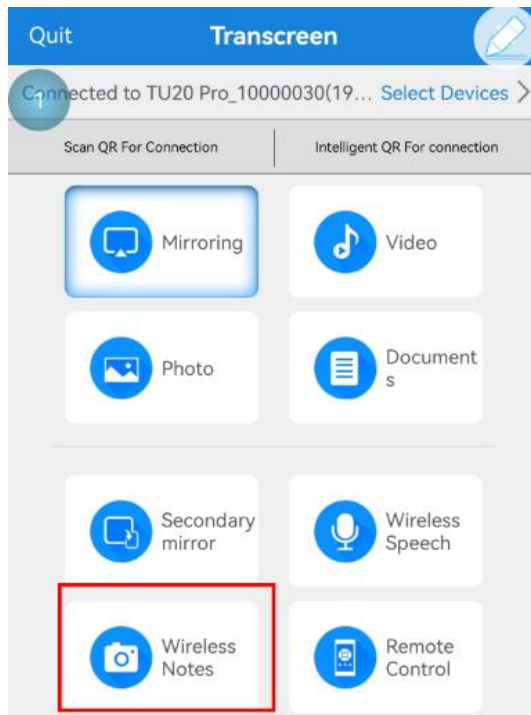 Quit Transcreen
Connected to TU20 Pro_10000030(19... Select Devices >
1
Scan QR For Connection Intelligent QR For connection
Mirroring Video
Photo Document
s
Secondary Wireless
mirror Speech
Wireless Remote
Notes Control